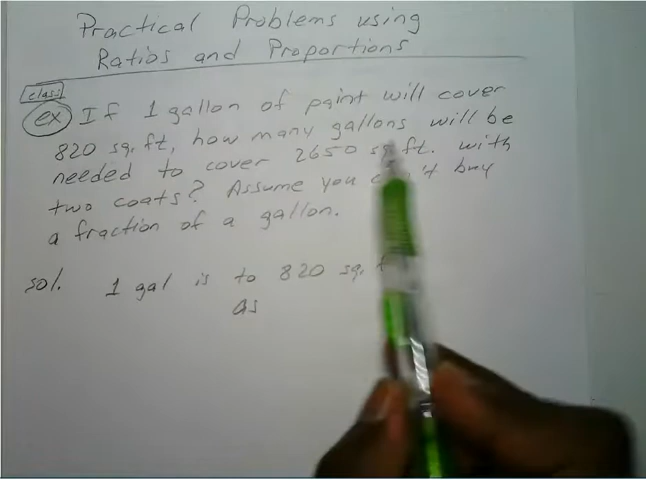 Practical Problems using
Ratios and Proportions
class
ex If 1 gallon of paint will cover
820 sq. ft, how many gallons will be
needed to cover 2650 sq ft. with
two coats? Assume you buy
a fraction of a gallon.
sol. 1 gal is to 820 sq.
as